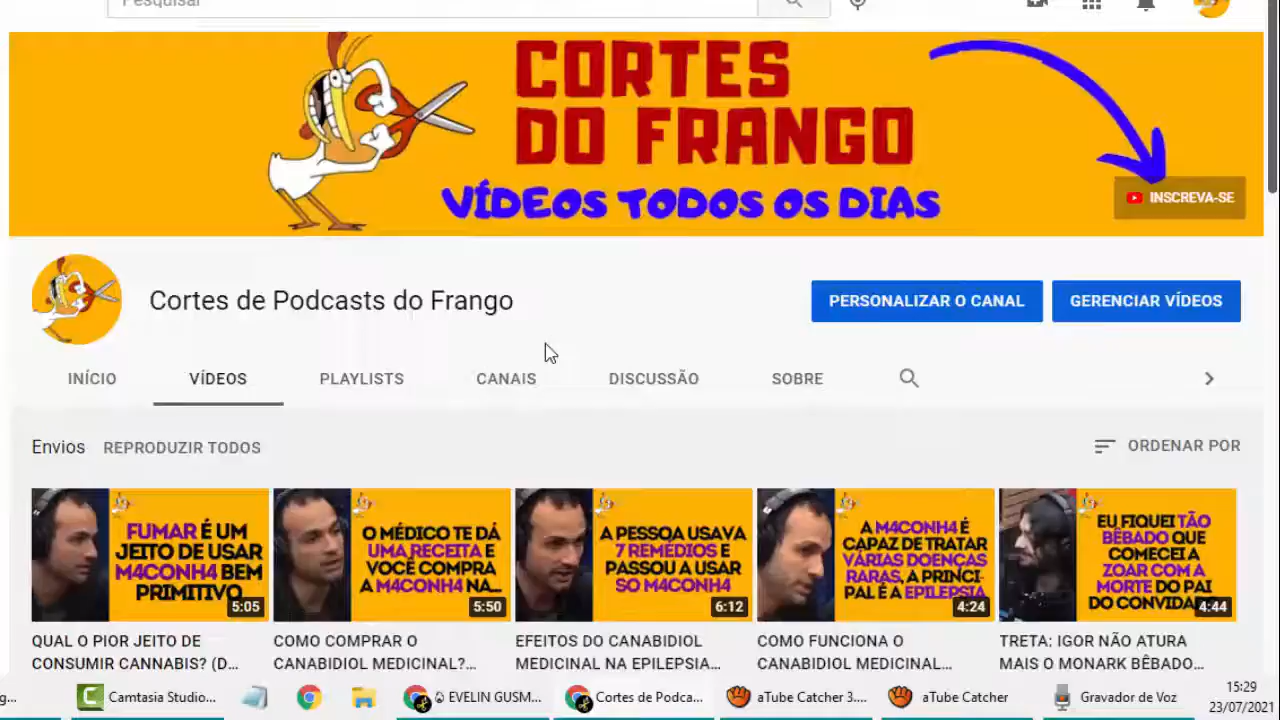 Pesquisar
CORTES
DO FRANGO
VÍDEOS TODOS OS DIAS
INSCREVA-SE
Cortes de Podcasts do Frango
PERSONALIZAR O CANAL
GERENCIAR VÍDEOS
INÍCIO
VÍDEOS
PLAYLISTS
CANAIS
DISCUSSÃO
SOBRE
Envios
REPRODUZIR TODOS
ORDENAR POR
FUMAR É UM
JEITO DE USAR
M4CONH4 BEM
PRIMITIVO
5:05
QUAL O PIOR JEITO DE
CONSUMIR CANNABIS? (D...
O MÉDICO TE DÁ
UMA RECEITA E
VOCÊ COMPRA
A M4CONH4 NA...
5:50
COMO COMPRAR O
CANABIDIOL MEDICINAL?...
A PESSOA USAVA
7 REMÉDIOS E
PASSOU A USAR
SO M4CONH4
6:12
EFEITOS DO CANABIDIOL
MEDICINAL NA EPILEPSIA...
A M4CONH4 É
CAPAZ DE TRATAR
VÁRIAS DOENÇAS
RARAS, A PRINCI-
PAL É A EPILEPSIA
4:24
COMO FUNCIONA O
CANABIDIOL MEDICINAL...
EU FIQUEI TÃO
BÊBADO QUE
COMECEI A
ZOAR COM A
MORTE DO PAI
DO CONVIDA
4:44
TRETA: IGOR NÃO ATURA
MAIS O MONARK BÊBADO...
g...
Camtasia Studio...
EVELIN GUSM...
Cortes de Podca...
aTube Catcher 3....
aTube Catcher
Gravador de Voz
15:29
23/07/2021